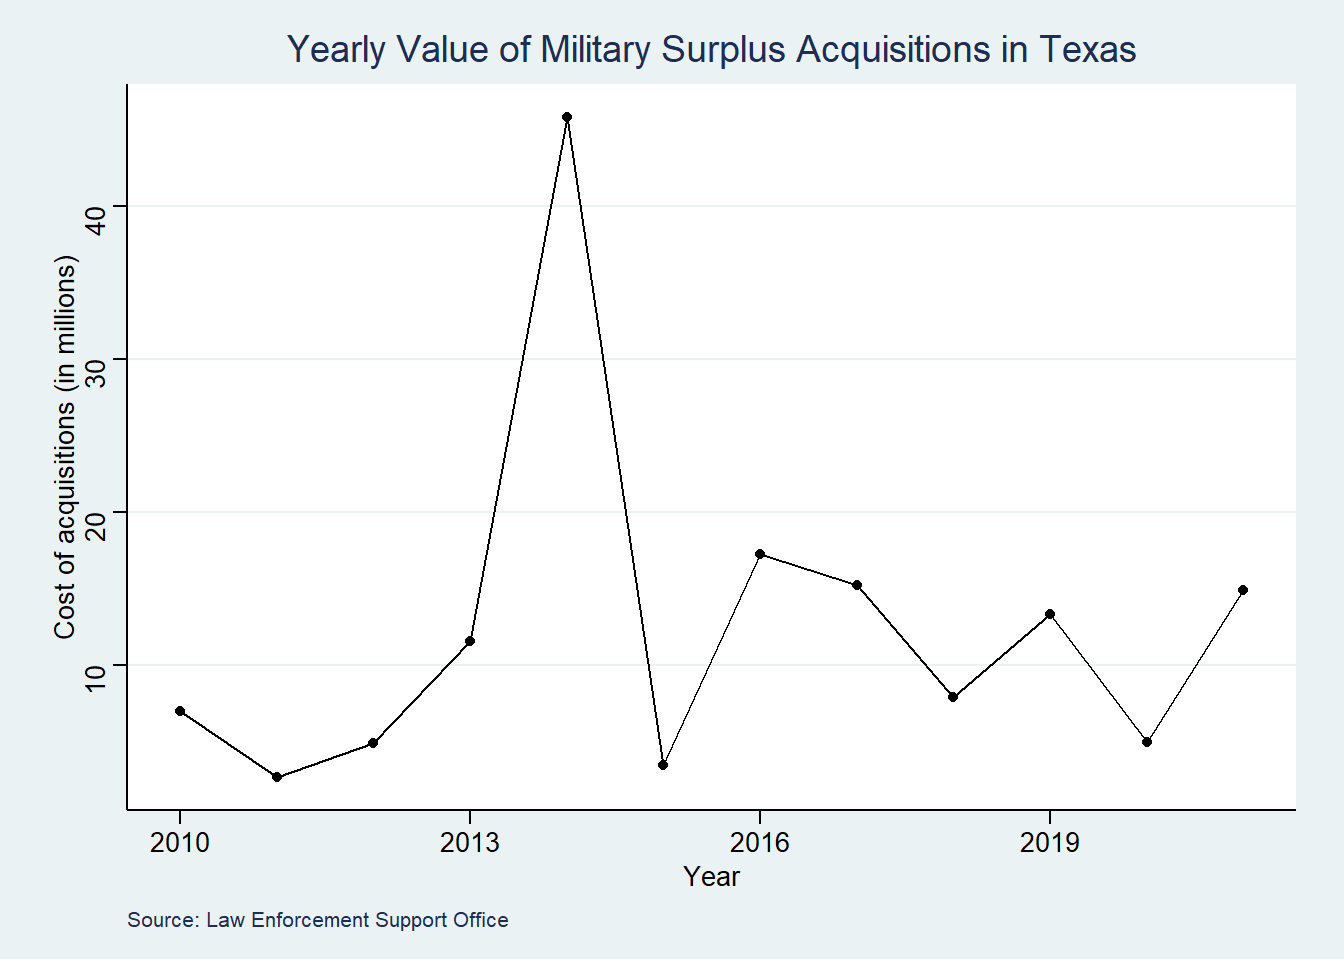 Yearly Value of Military Surplus Acquisitions in Texas
Cost of acquisitions (in millions)
40
30
20
10
2010 2013 2016 2019
Year
Source: Law Enforcement Support Office